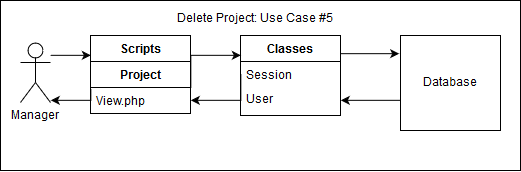 Delete Project: Use Case #5
Scripts
Classes
Project
Session
Database
View.php
User
Manager